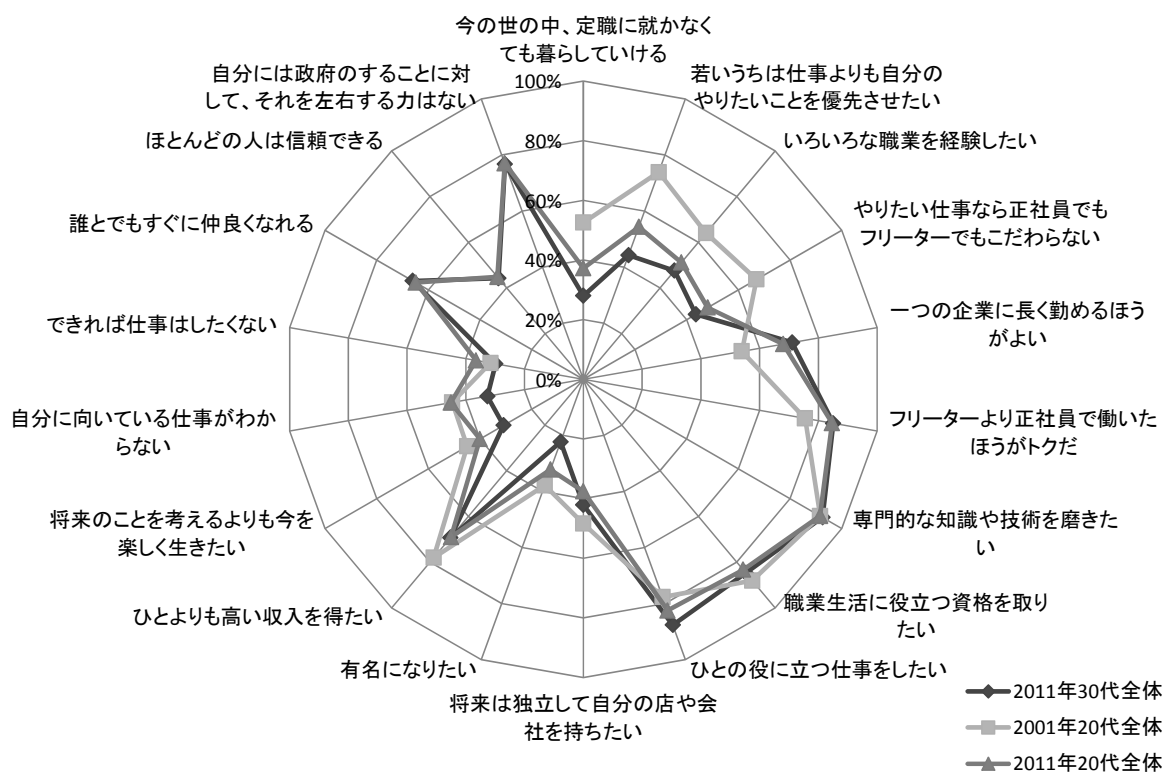 今の世の中、定職に就かなく
ても暮らしていける
若いうちは仕事よりも自分の
やりたいことを優先させたい
いろいろな職業を経験したい
やりたい仕事なら正社員でも
フリーターでもこだわらない
一つの企業に長く勤めるほう
がよい
フリーターより正社員で働いた
ほうがトクだ
専門的な知識や技術を磨きた
い
職業生活に役立つ資格を取り
たい
ひとの役に立つ仕事をしたい
将来は独立して自分の店や会
社を持ちたい
有名になりたい
ひとよりも高い収入を得たい
将来のことを考えるよりも今を
楽しく生きたい
自分に向いている仕事がわか
らない
できれば仕事はしたくない
誰とでもすぐに仲良くなれる
ほとんどの人は信頼できる
自分には政府のすることに対
して、それを左右する力はない
100%
80%
60%
40%
20%
0%
2011年30代全体
2001年20代全体
2011年20代全体